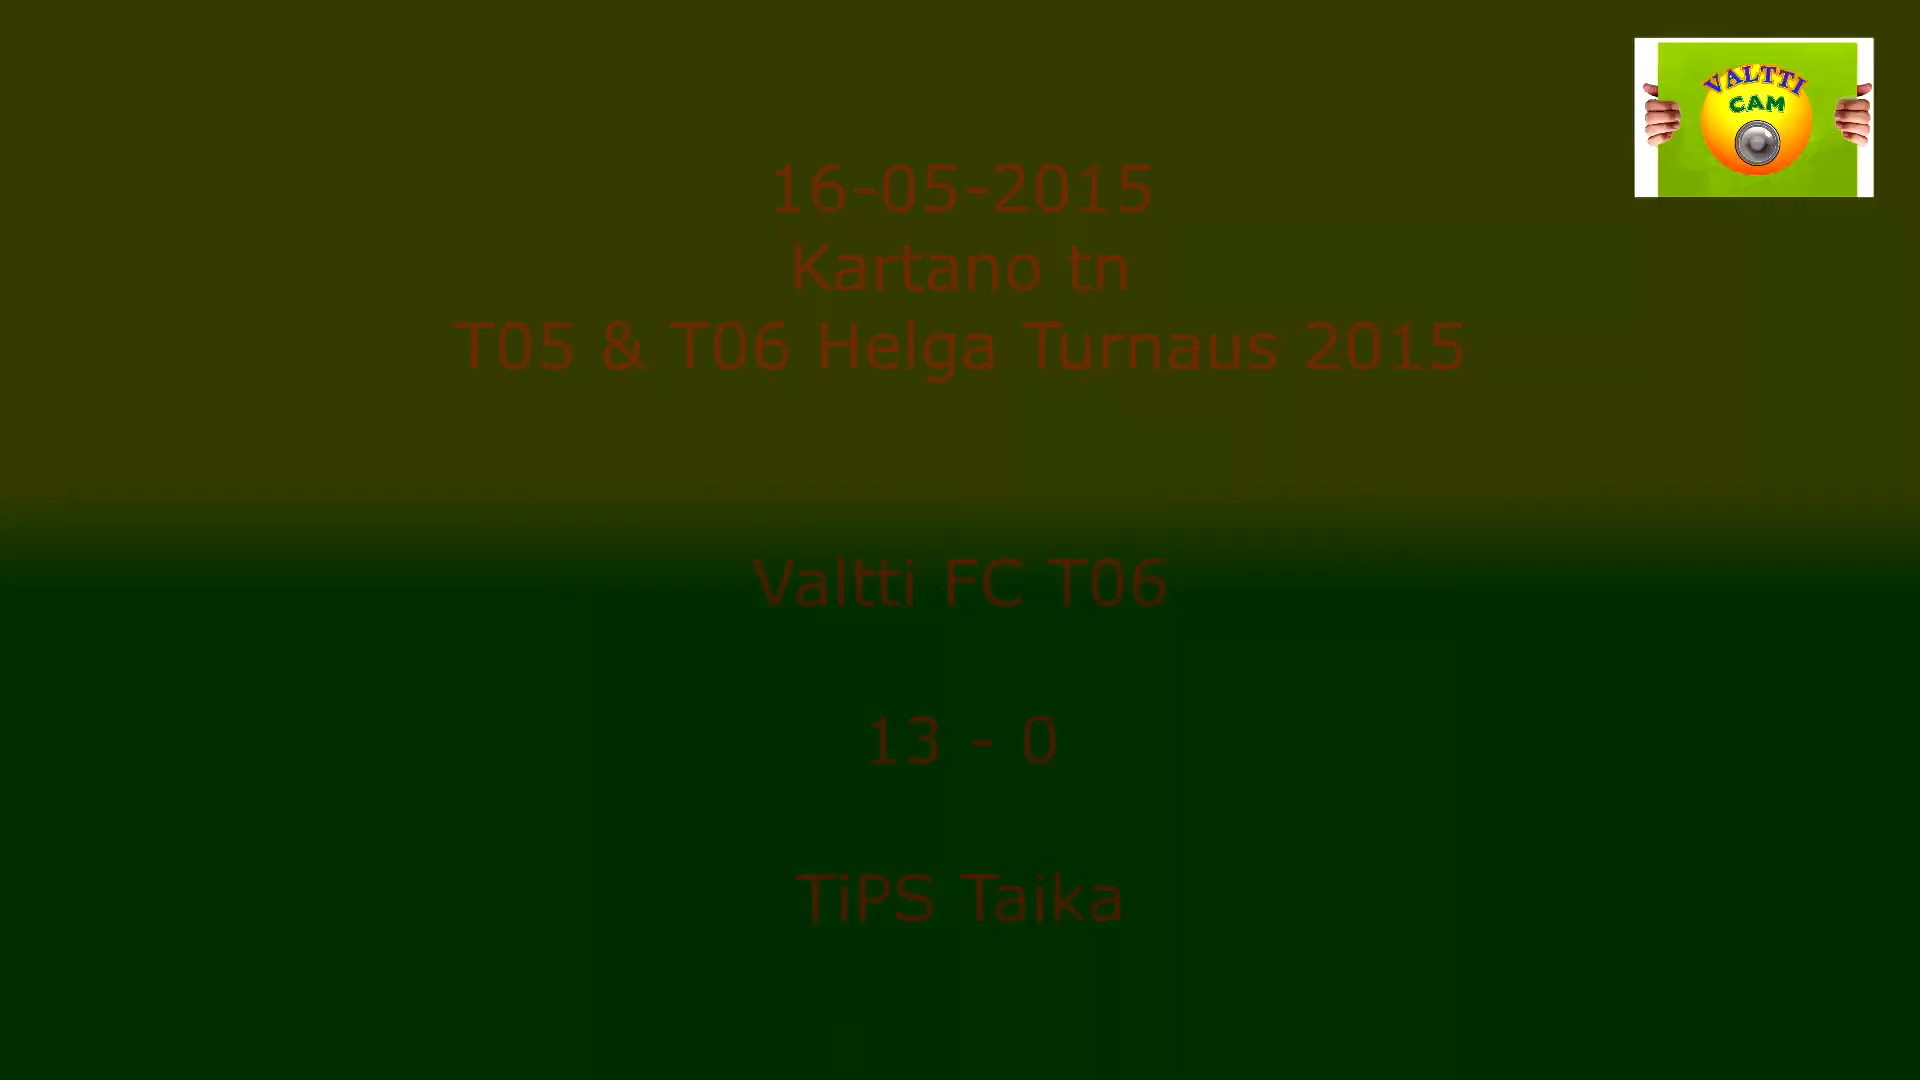 VALTTI
CAM
16-05-2015
Kartano tn
T05 & T06 Helga Turnaus 2015
Valtti FC T06
13 - 0
TiPS Taika